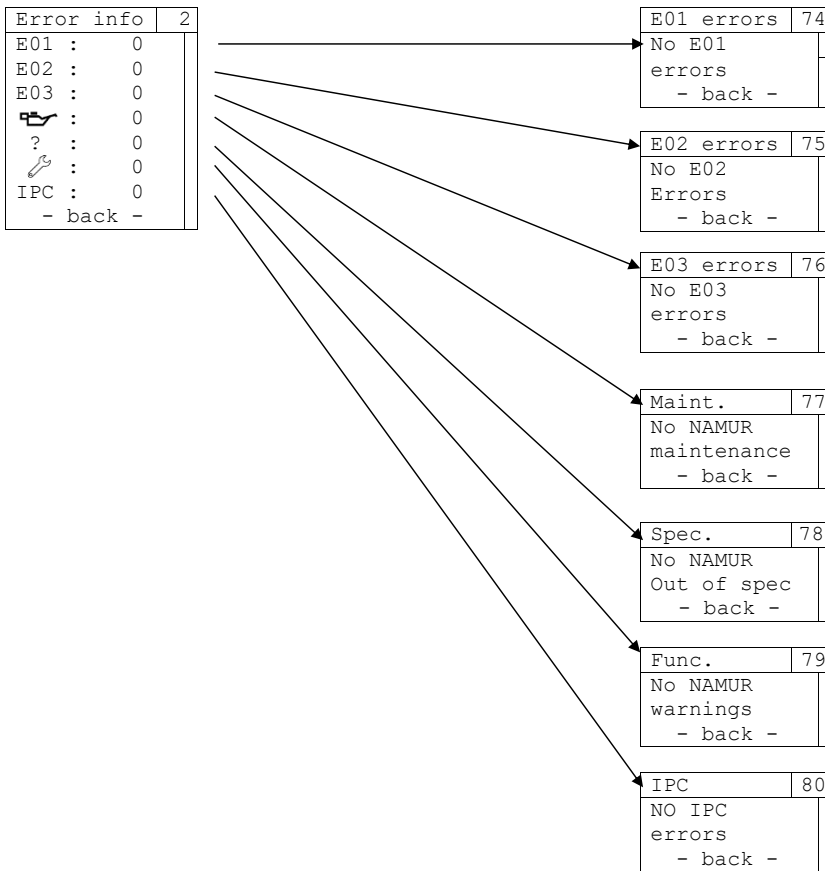 Error info 2
E01 : 0
E02 : 0
E03 : 0
: 0
? : 0
: 0
IPC : 0
- back -
E01 errors 74
No E01
errors
- back -
E02 errors 75
No E02
Errors
- back -
E03 errors 76
No E03
errors
- back -
Maint. 77
No NAMUR
maintenance
- back -
Spec. 78
No NAMUR
Out of spec
- back -
Func. 79
No NAMUR
warnings
- back -
IPC 80
NO IPC
errors
- back -